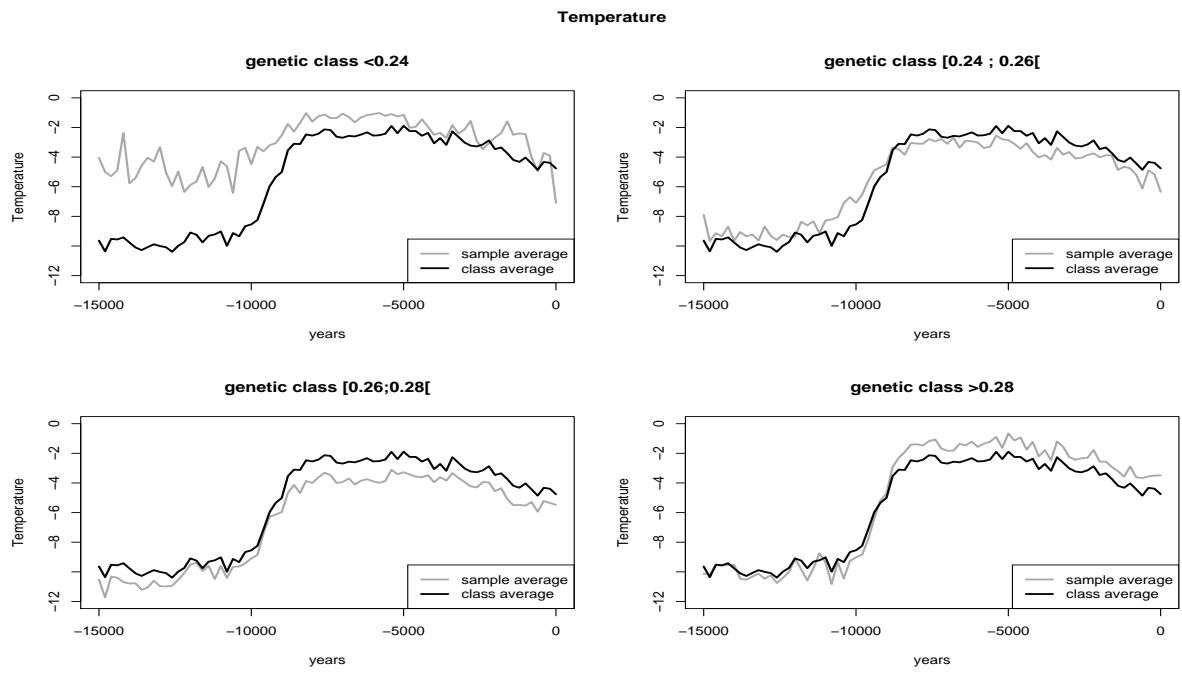 Temperature
genetic class <0.24
Temperature
0
−2
−4
−6
−8
−12
sample average
class average
−15000 −10000 −5000 0
years
genetic class [0.24 ; 0.26[
Temperature
0
−2
−4
−6
−8
−12
sample average
class average
−15000 −10000 −5000 0
years
genetic class [0.26;0.28[
Temperature
0
−2
−4
−6
−8
−12
sample average
class average
−15000 −10000 −5000 0
years
genetic class >0.28
Temperature
0
−2
−4
−6
−8
−12
sample average
class average
−15000 −10000 −5000 0
years